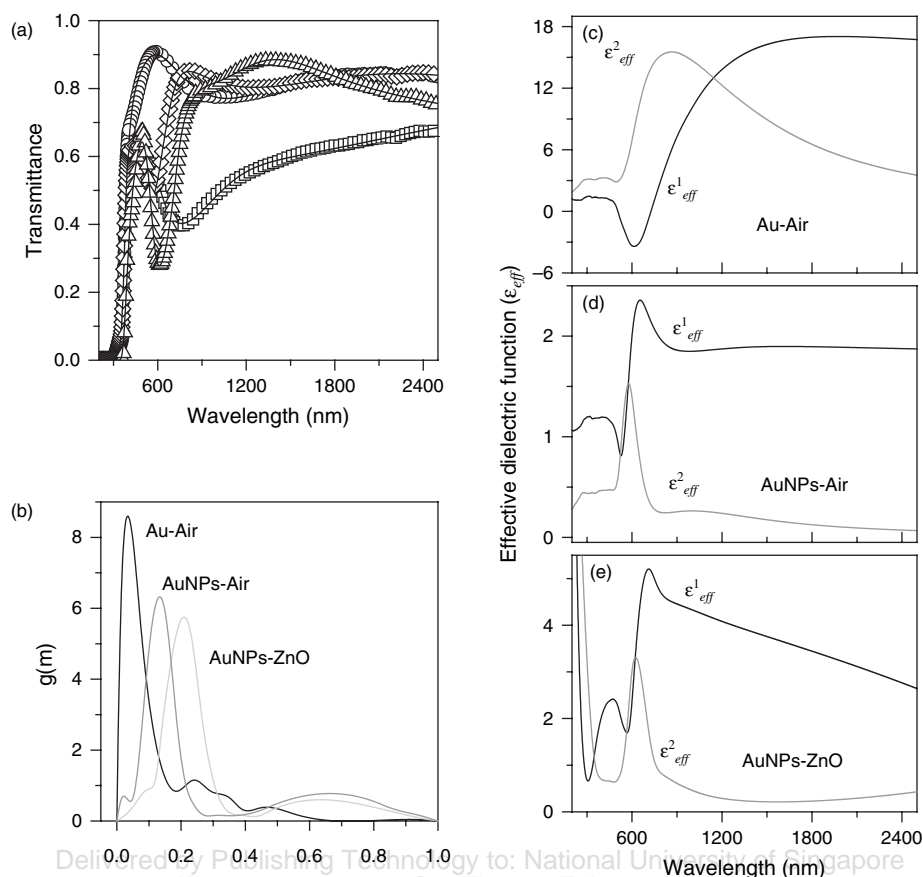 (a)
1.0
0.8
0.6
0.4
0.2
0.0
Transmittance
600 1200 1800 2400
Wavelength (nm)
(b)
8
6
4
2
0
g(m)
Au-Air
AuNPs-Air
AuNPs-ZnO
0.0 0.2 0.4 0.6 0.8 1.0
Effective dielectric function (εeff)
(c)
18
12
6
0
−6
ε2eff
ε1eff
Au-Air
(d)
2
1
0
ε1eff
ε2eff
AuNPs-Air
(e)
4
2
0
ε1eff
ε2eff
AuNPs-ZnO
600 1200 1800 2400
Wavelength (nm)
Delivered by Publishing Technology to: National University of Singapore